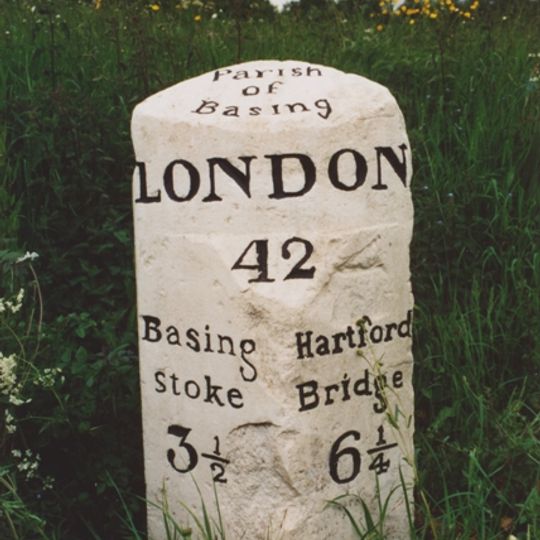 Parish
of
Basing
LONDON
42
Basing
stoke
3½
Hartford
Bridge
6¼